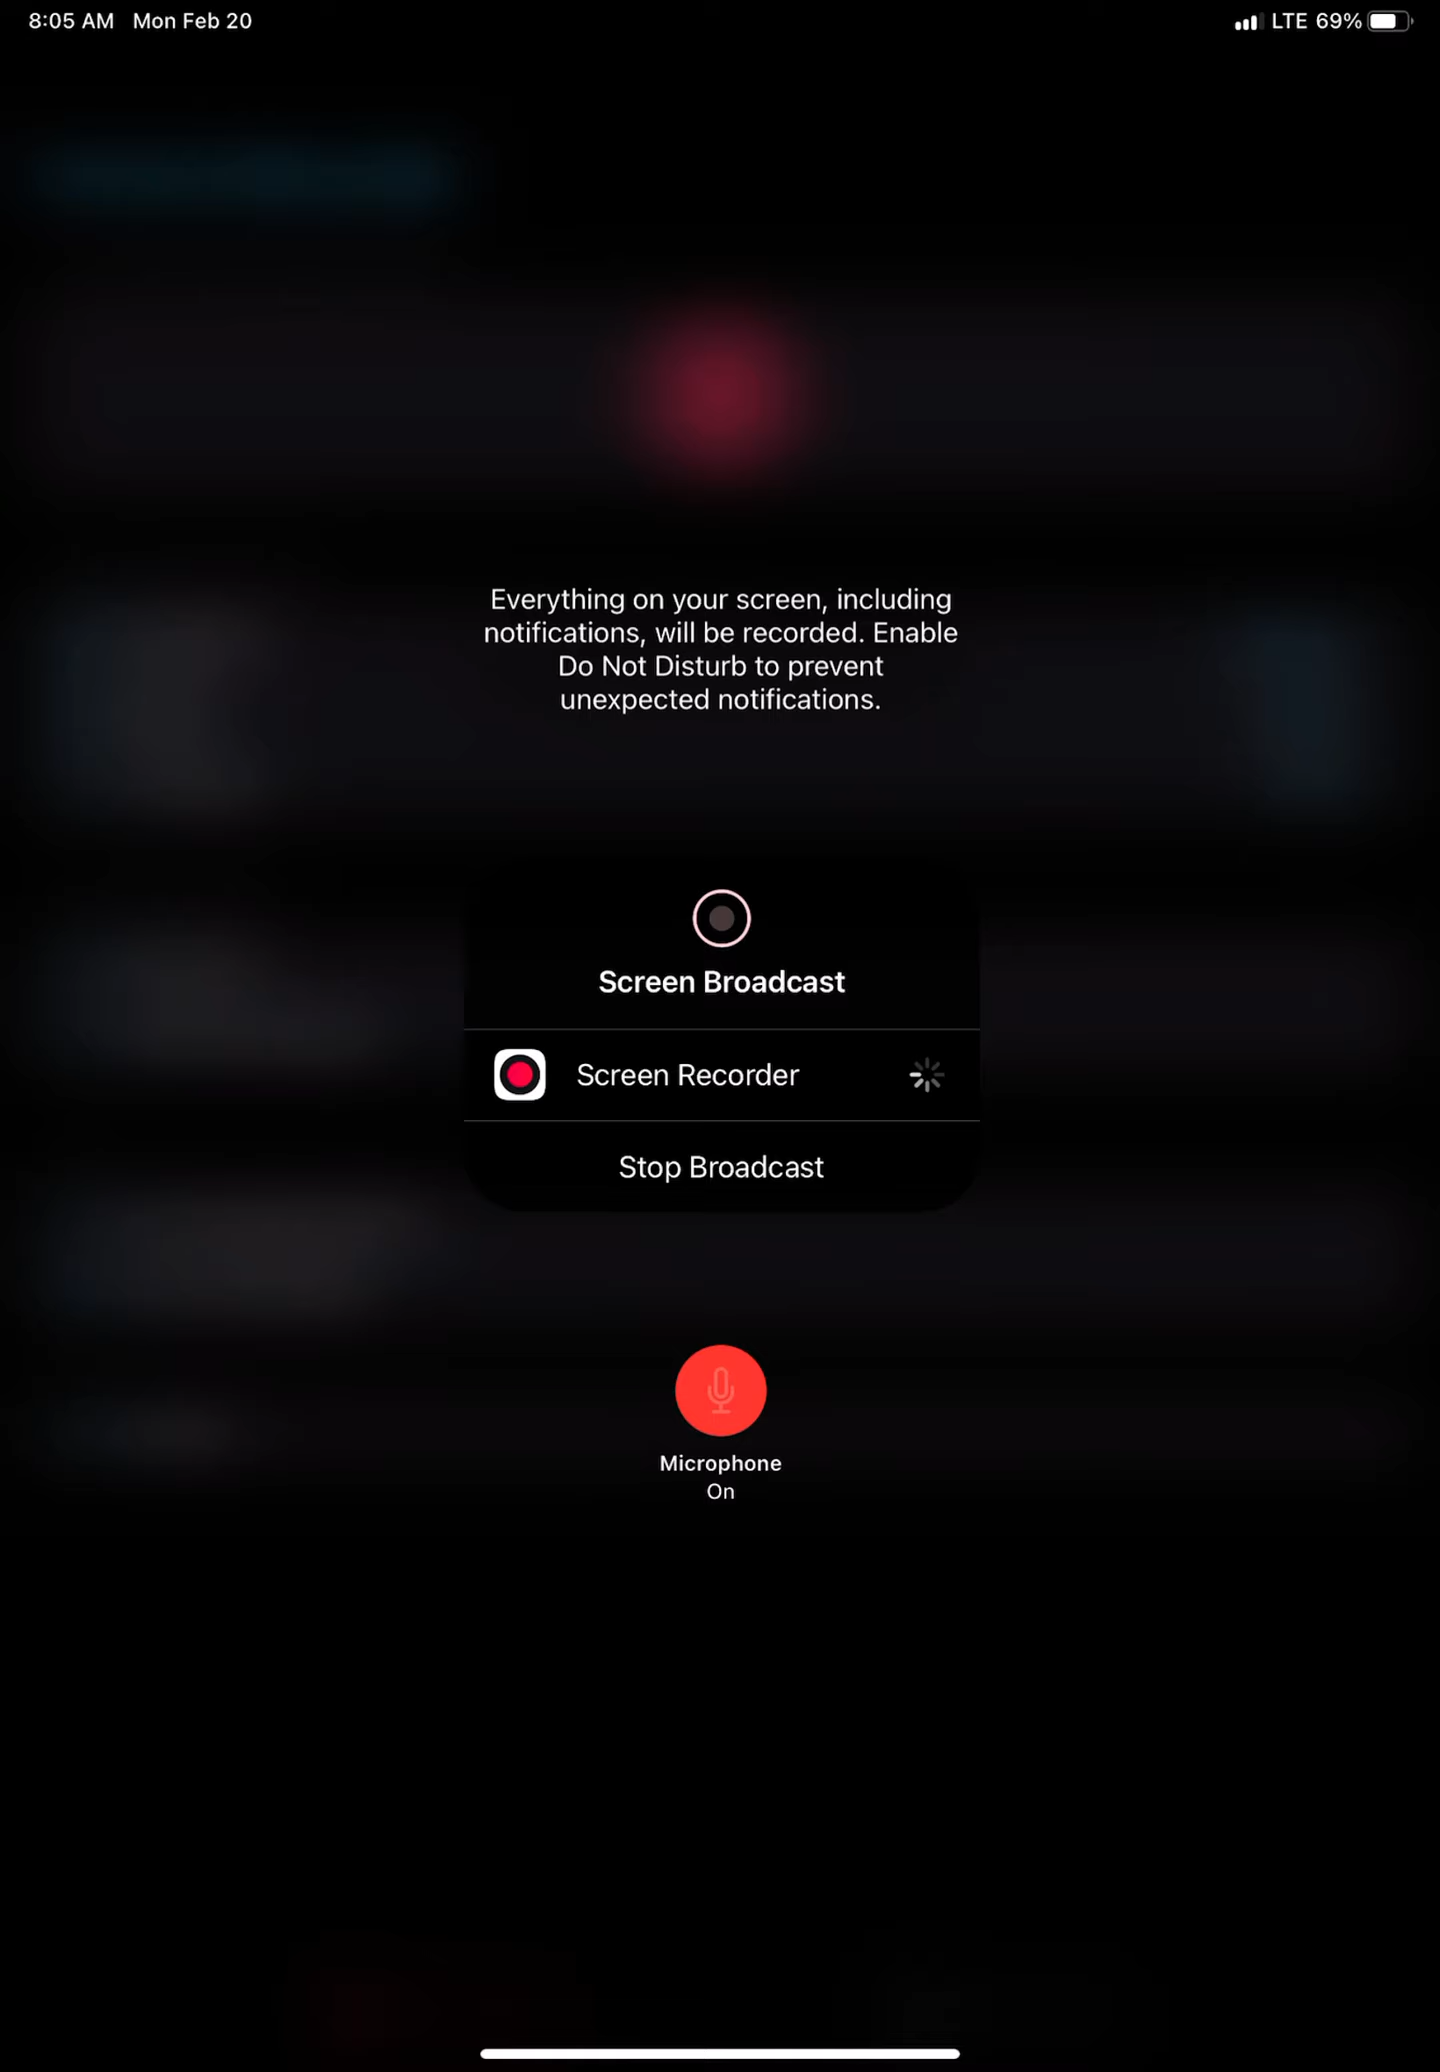 8:05 AM Mon Feb 20
LTE 69%
Everything on your screen, including
notifications, will be recorded. Enable
Do Not Disturb to prevent
unexpected notifications.
Screen Broadcast
Screen Recorder
Stop Broadcast
Microphone
On